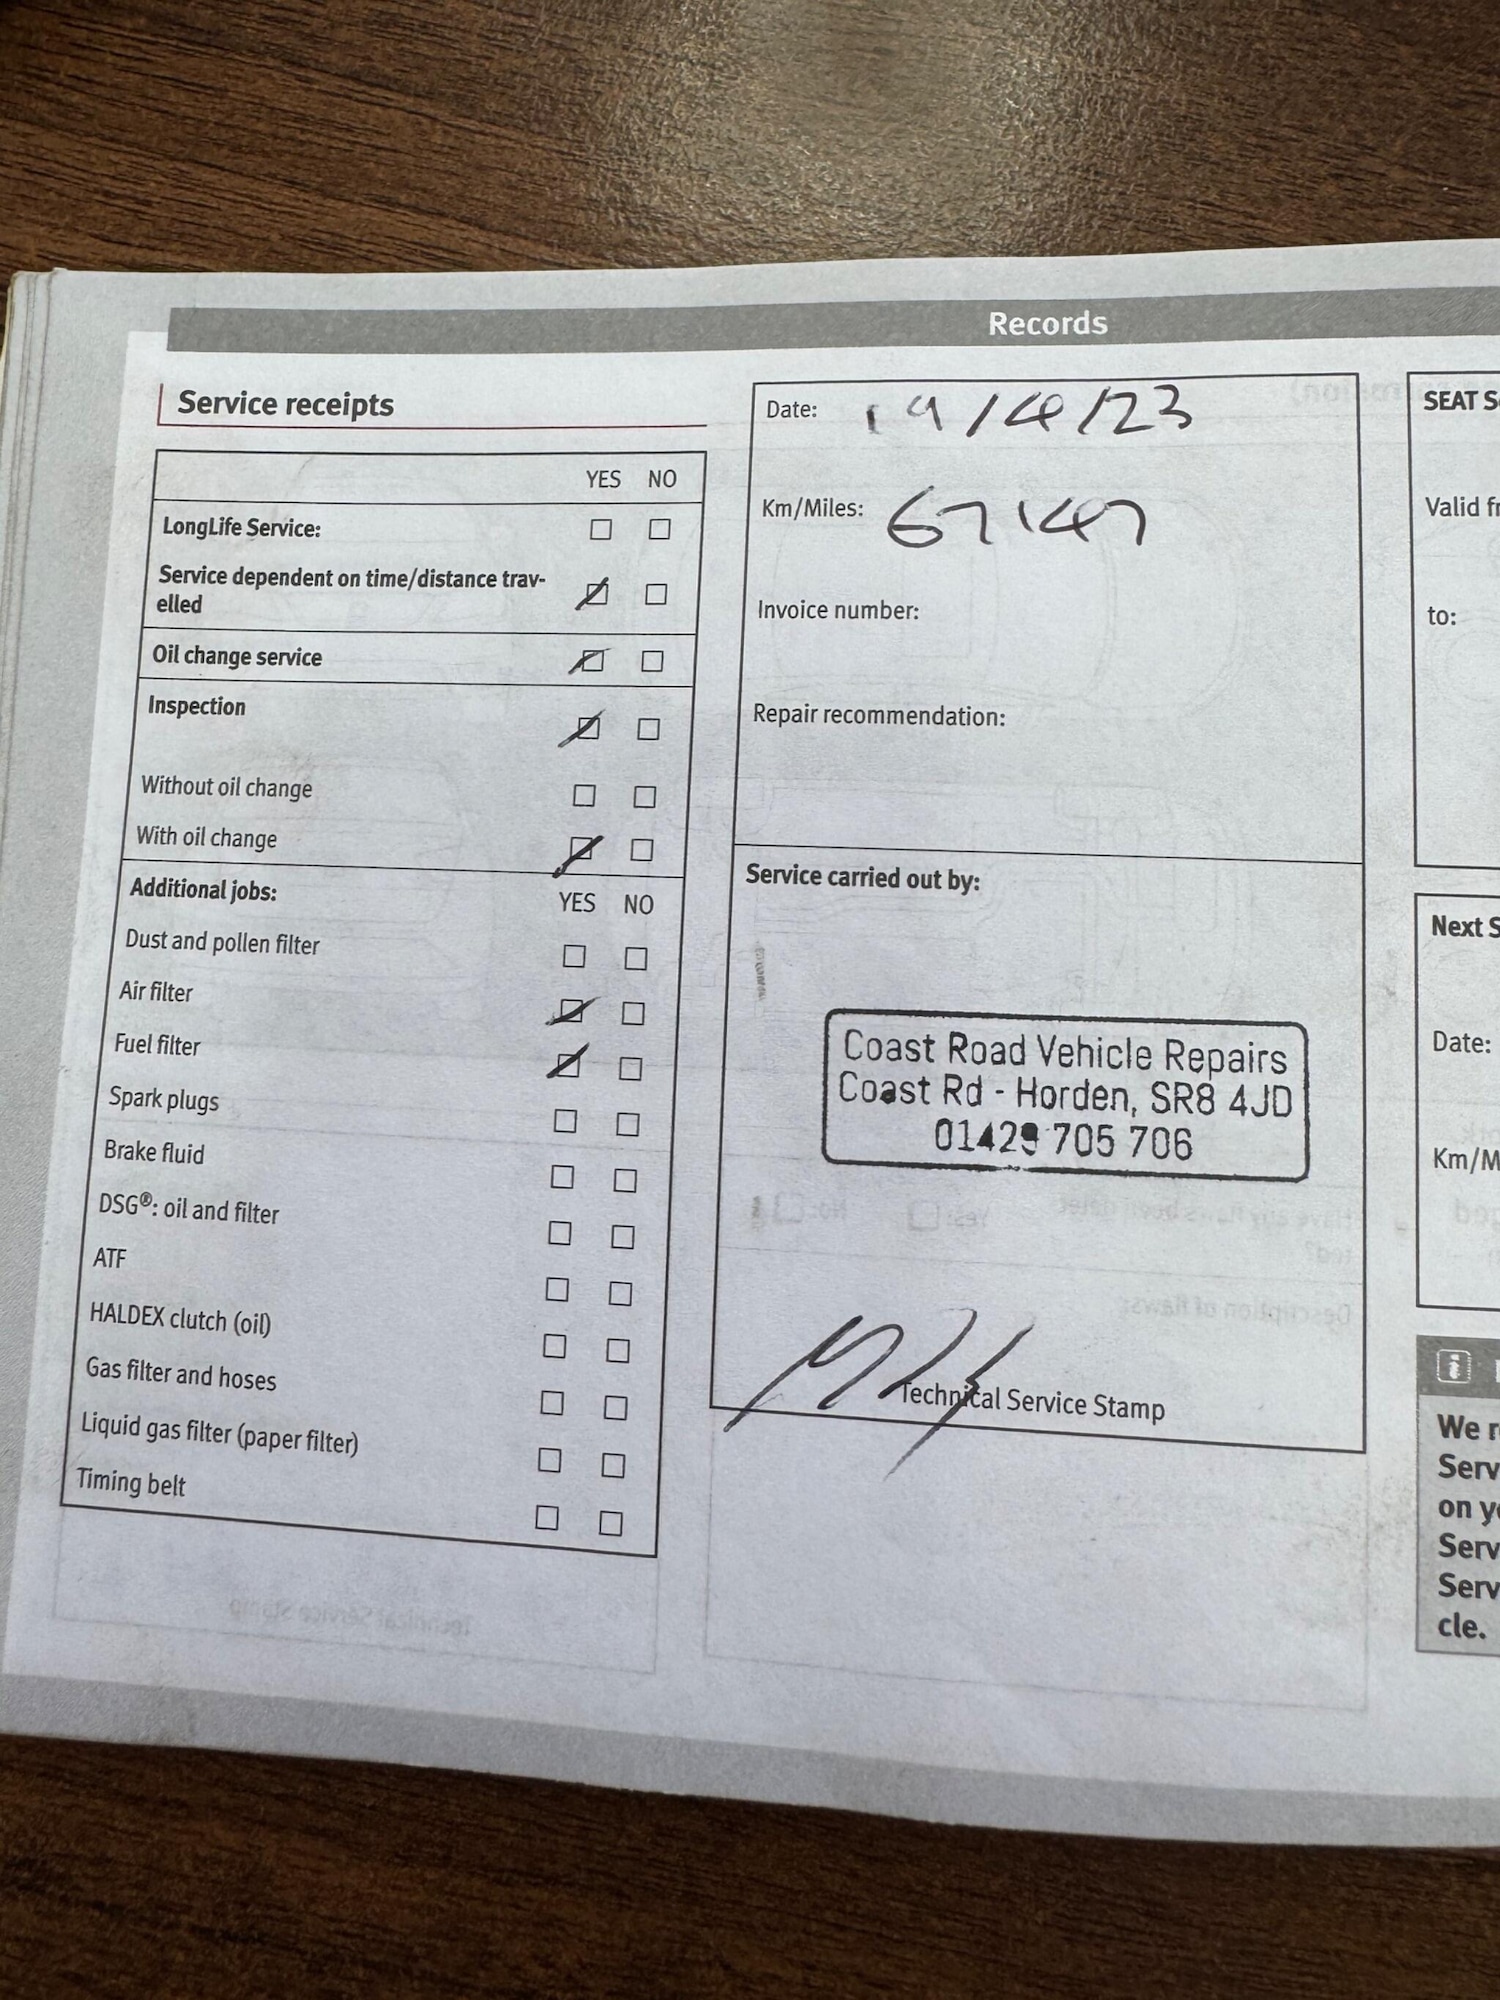 Records
Service receipts
YES NO
LongLife Service:
Service dependent on time/distance trav-
elled
Oil change service
Inspection
Without oil change
With oil change
Additional jobs:
YES NO
Dust and pollen filter
Air filter
Fuel filter
Spark plugs
Brake fluid
DSG®: oil and filter
ATF
HALDEX clutch (oil)
Gas filter and hoses
Liquid gas filter (paper filter)
Timing belt
Date: 19/4/23
Km/Miles: 67147
Invoice number:
Repair recommendation:
Service carried out by:
Coast Road Vehicle Repairs
Coast Rd - Horden, SR8 4JD
01429 705 706
Technical Service Stamp
SEAT S
Valid fr
to:
Next S
Date:
Km/M
We r
Serv
on y
Serv
Serv
cle.